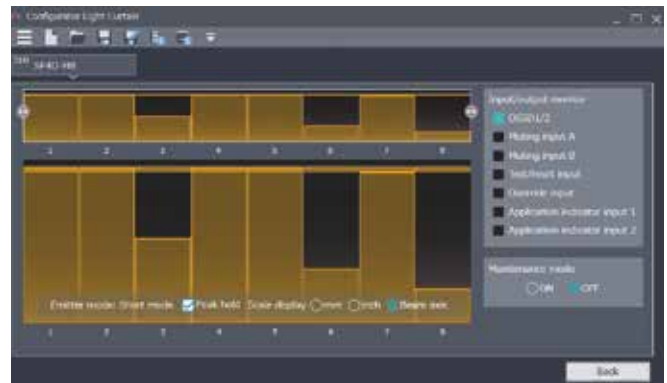 Configurator Light Curtain
SF4D-H8
1 2 3 4 5 6 7 8
Emitter mode: Short mode Peak hold Scale display mm inch Beam axis
1 2 3 4 5 6 7 8
Input/output monitor
OSSD1/2
Muting input A
Muting input B
Test/Reset input
Override input
Application indicator input 1
Application indicator input 2
Maintenance mode
ON OFF
Back